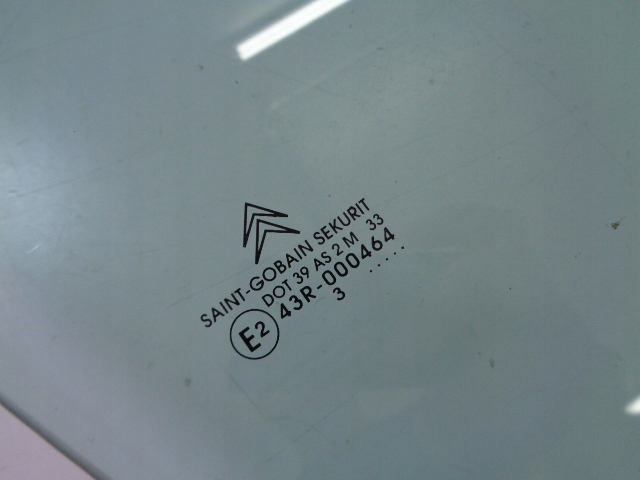 SAINT-GOBAIN SEKURIT
DOT 39 AS 2 M 33
E2 43R-000464
3 .....